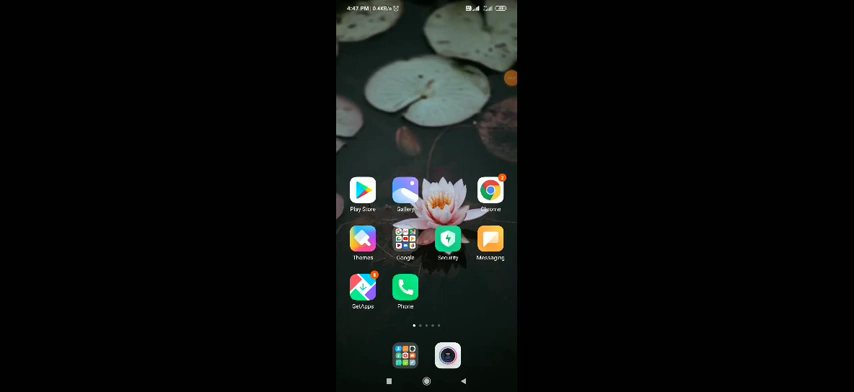 4:47 PM | 0.4KB/s
Play Store
Gallery
Chrome
Themes
Google
Security
Messaging
GetApps
Phone